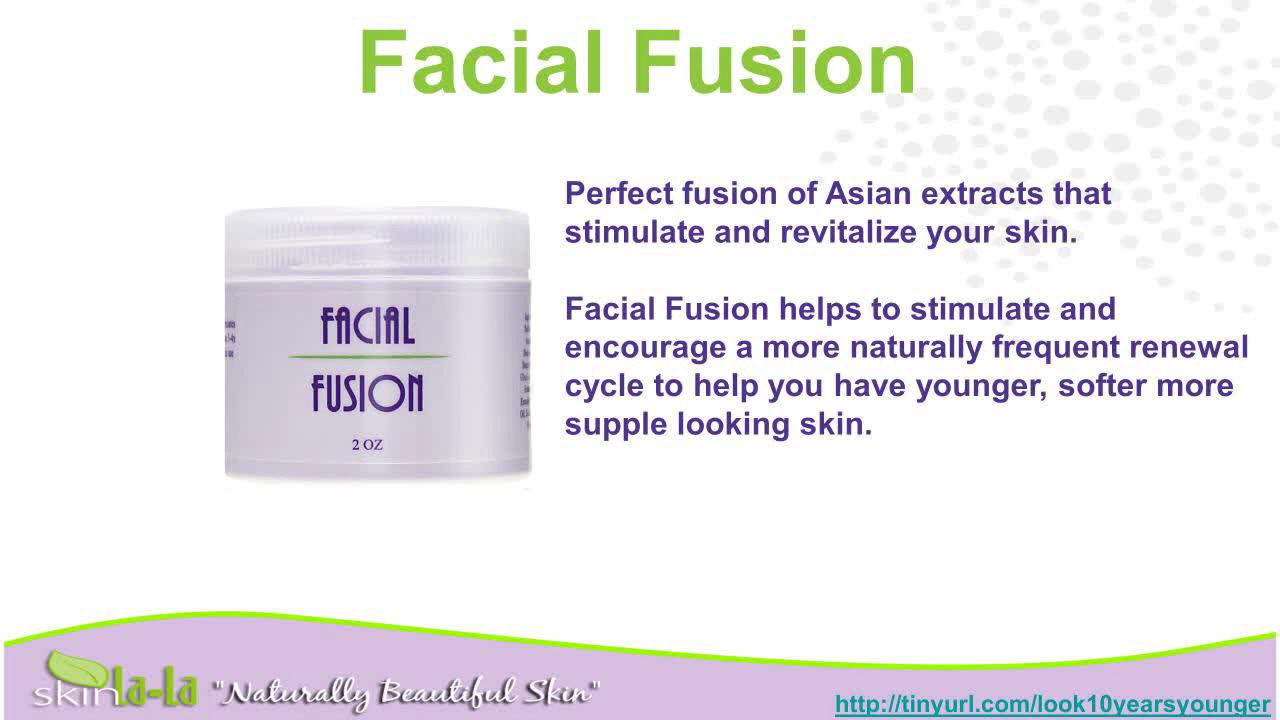 Facial Fusion
Perfect fusion of Asian extracts that
stimulate and revitalize your skin.
Facial Fusion helps to stimulate and
encourage a more naturally frequent renewal
cycle to help you have younger, softer more
supple looking skin.
FACIAL
FUSION
2 OZ
skin la-la "Naturally Beautiful Skin"
http://tinyurl.com/look10yearsyounger